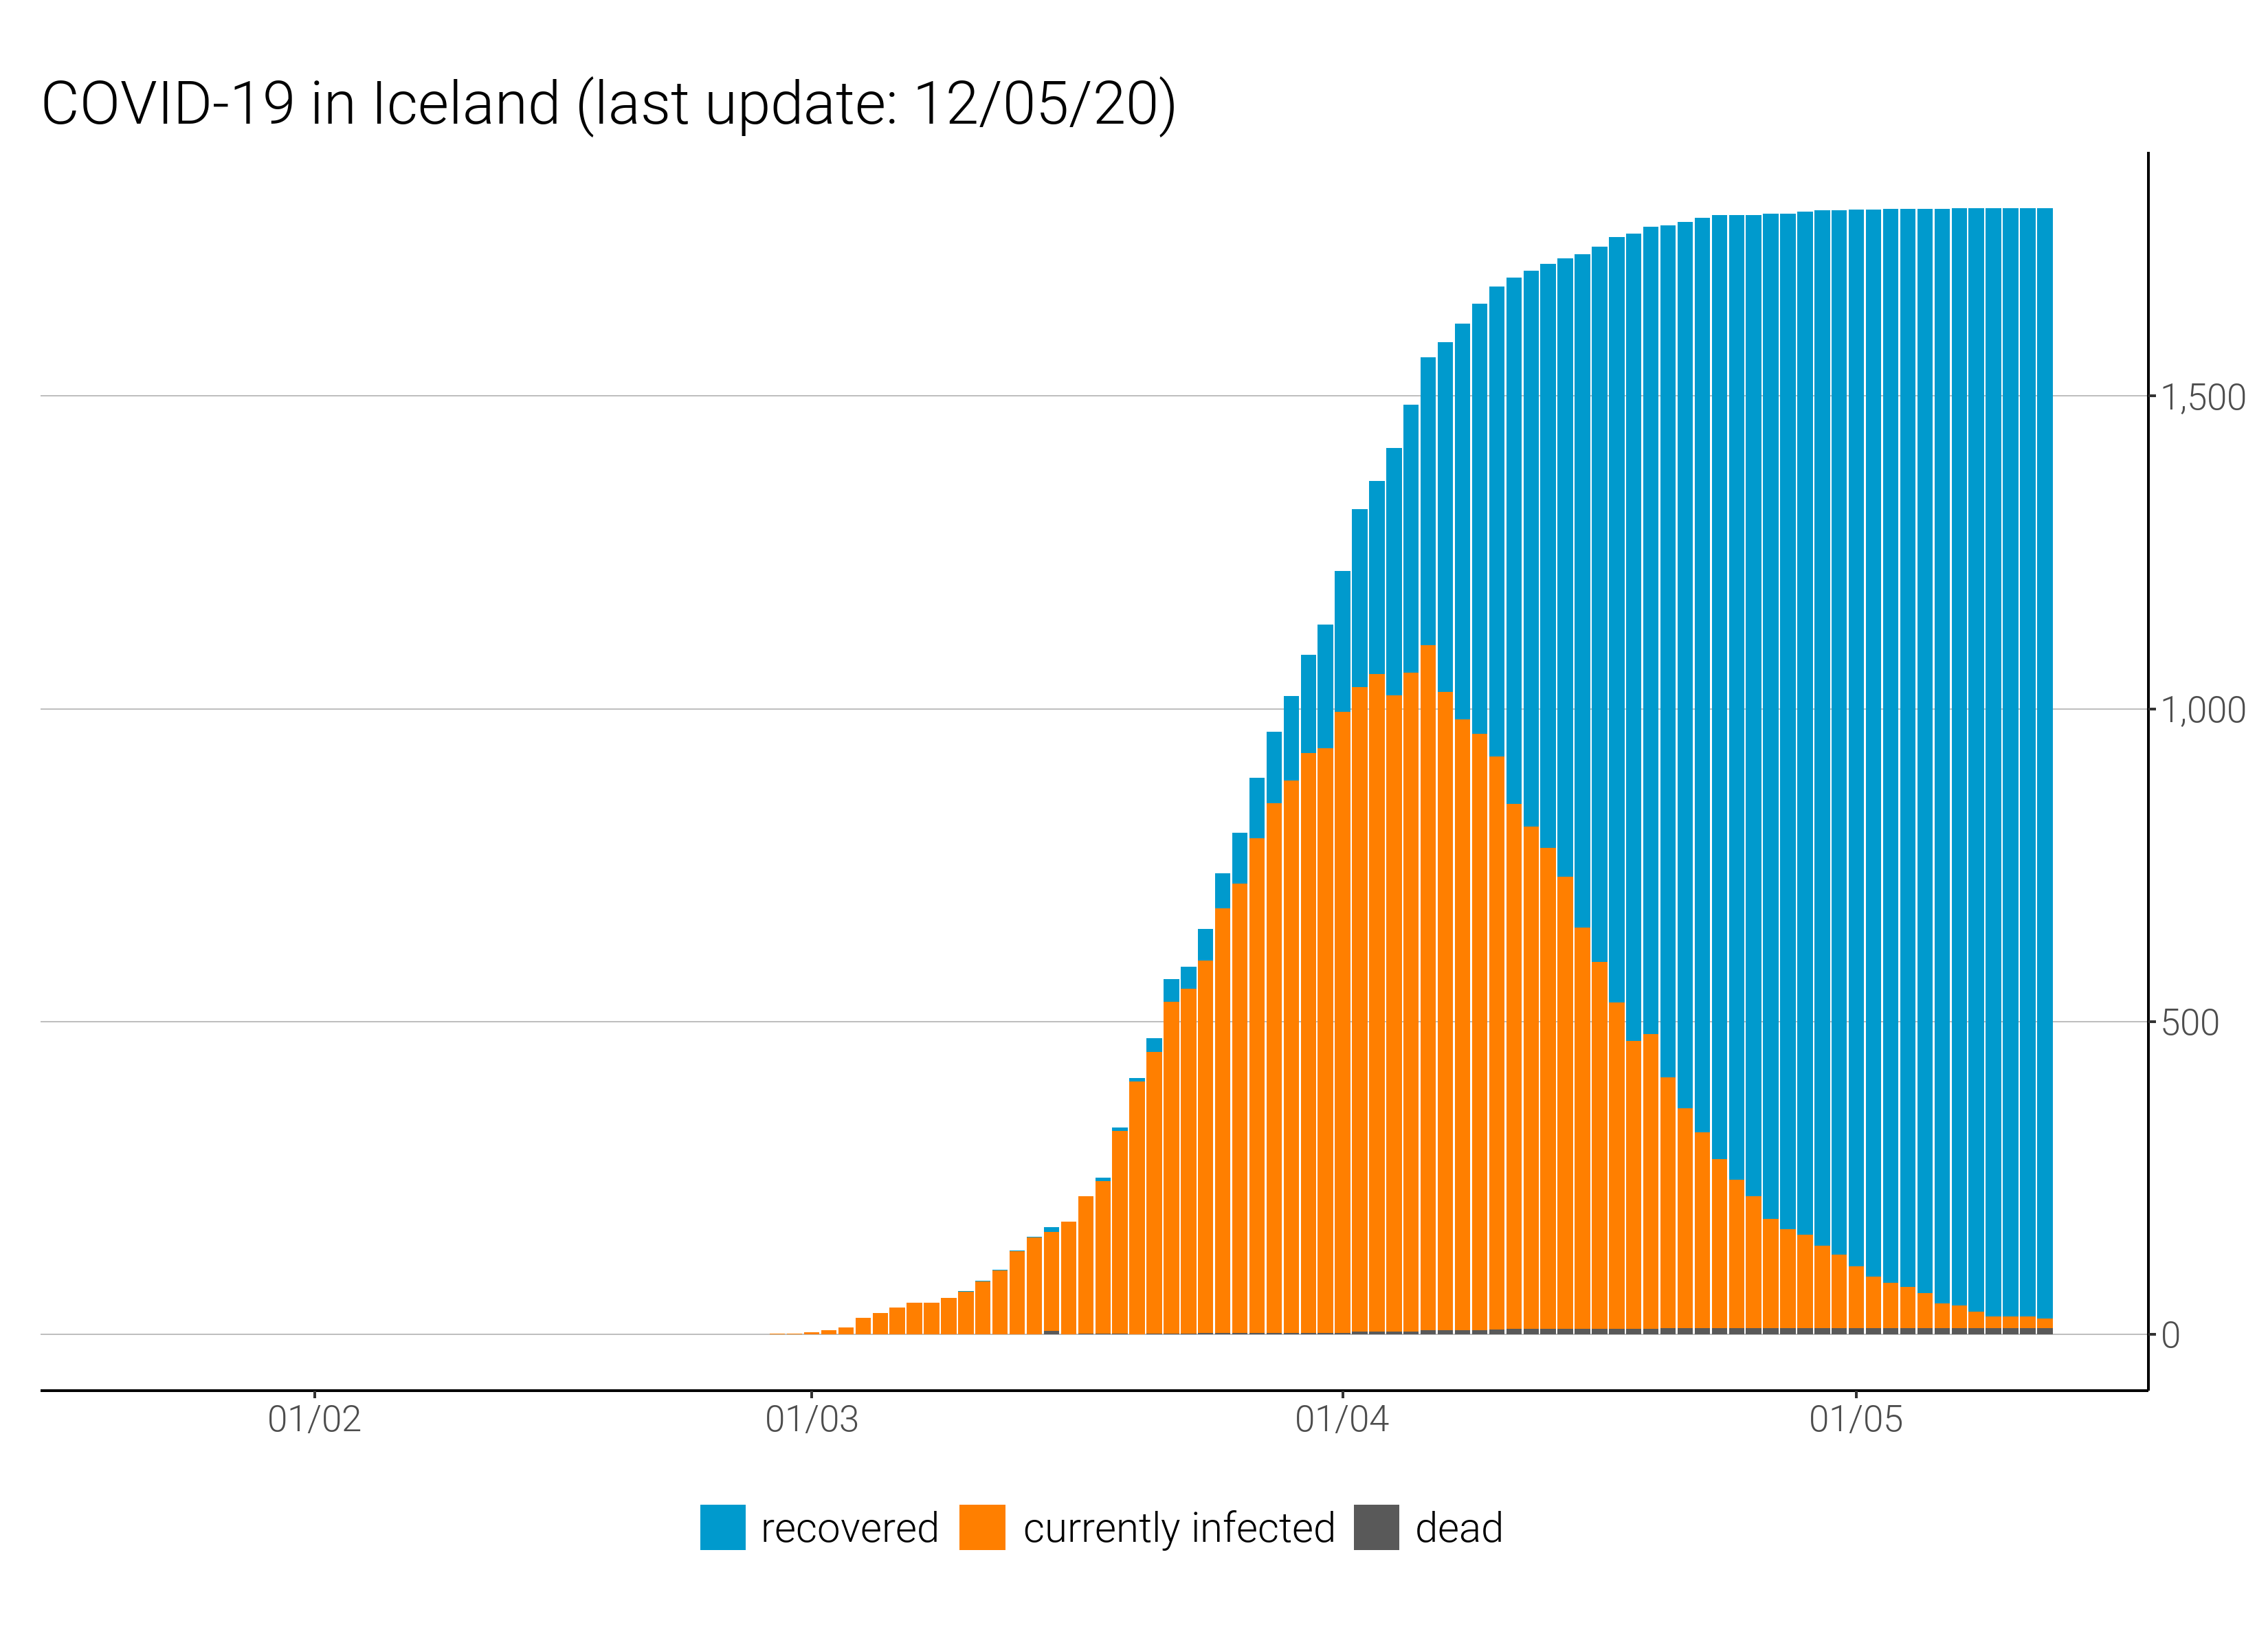 COVID-19 in Iceland (last update: 12/05/20)
1,500
1,000
500
0
01/02 01/03 01/04 01/05
recovered currently infected dead